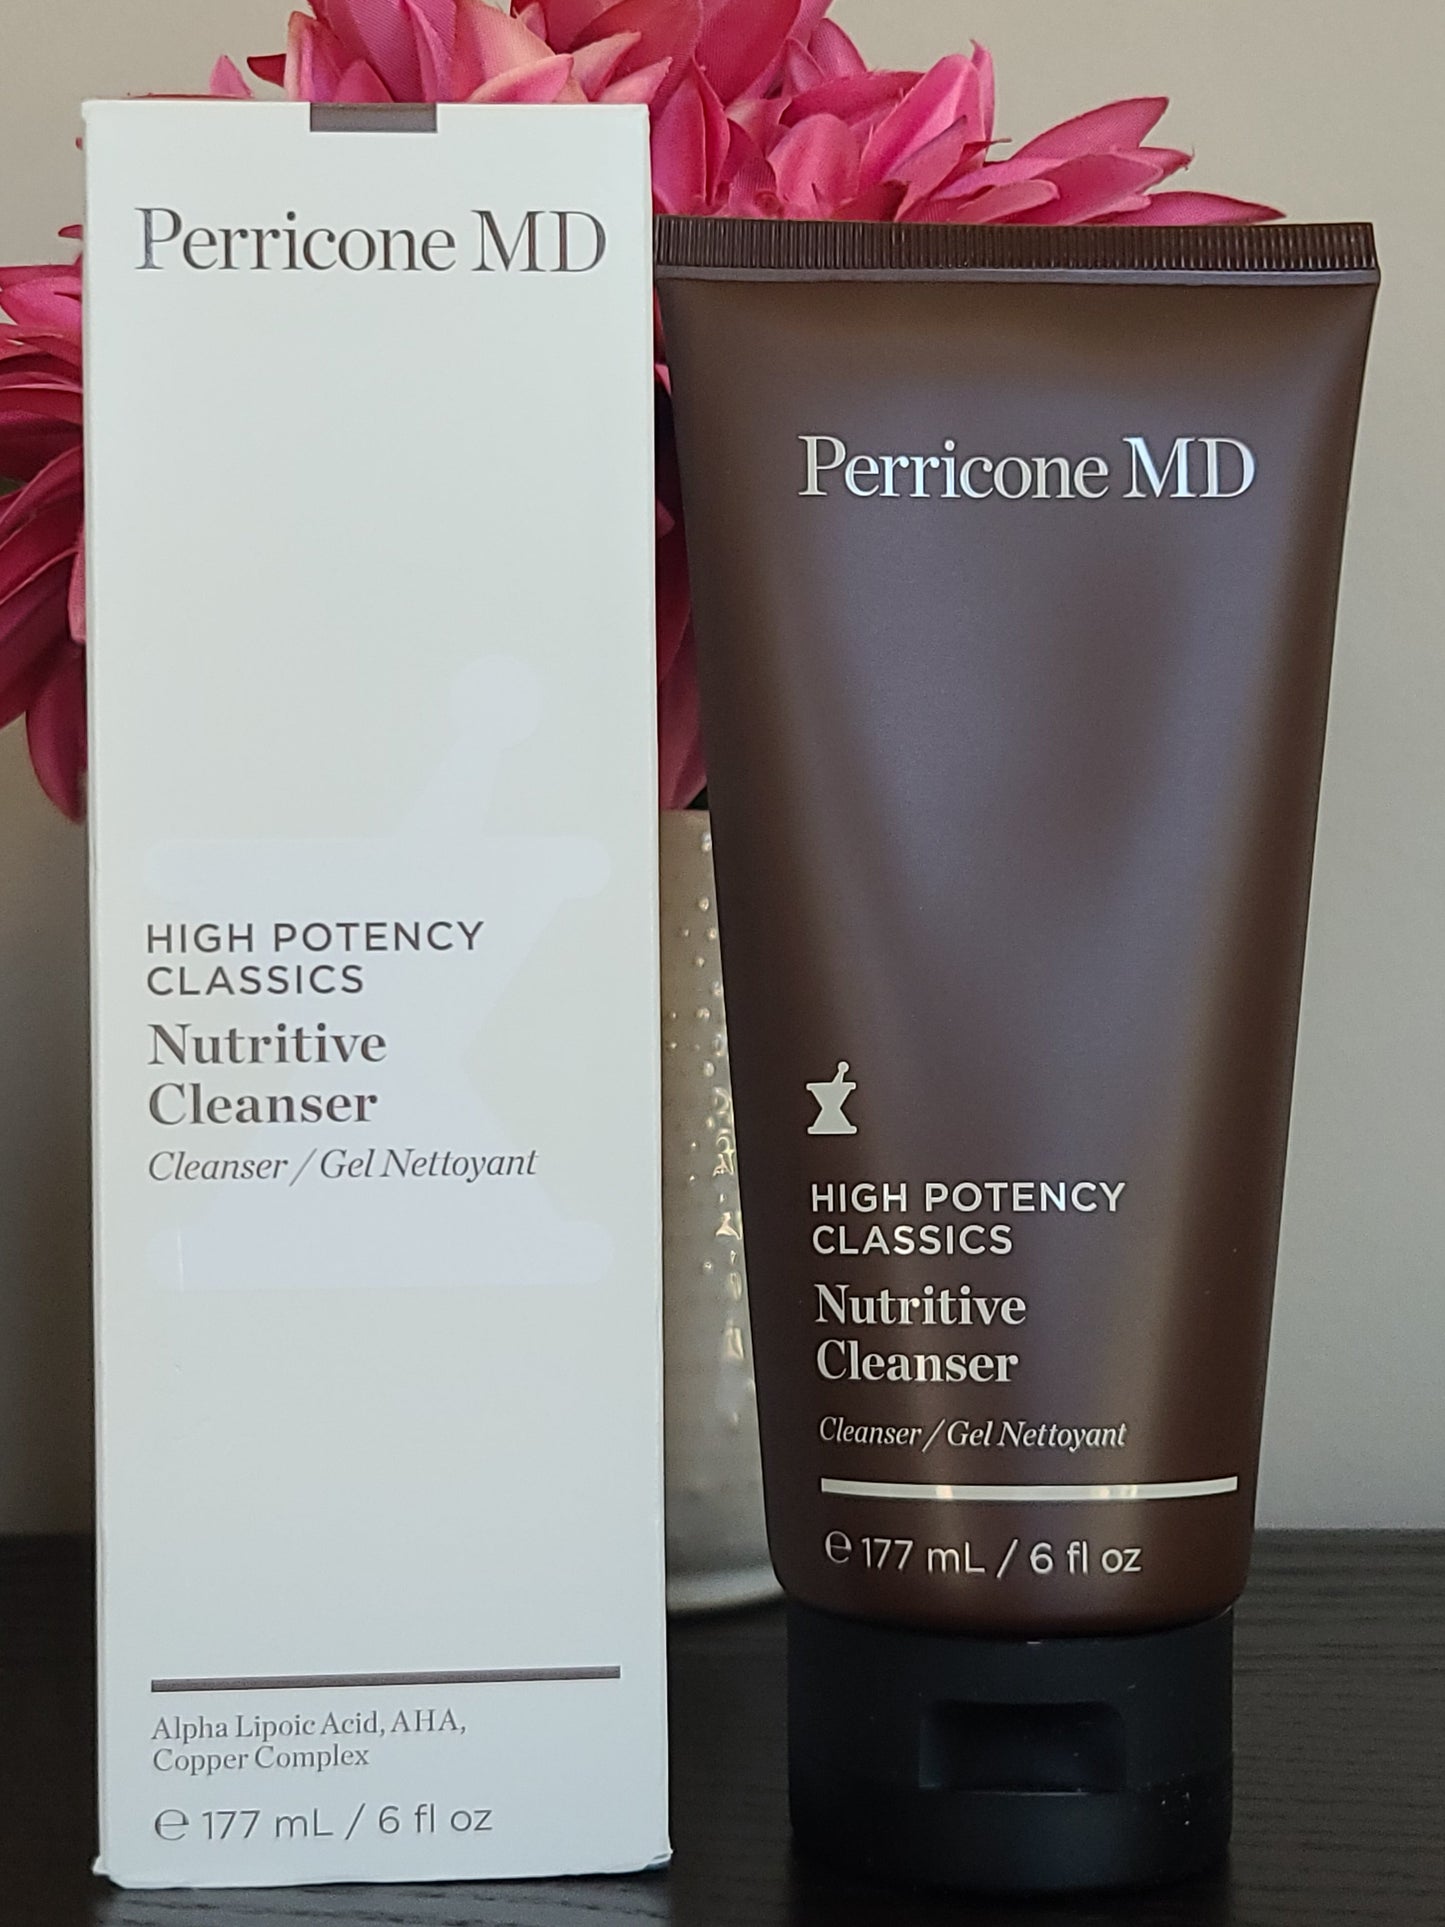 Perricone MD
HIGH POTENCY
CLASSICS
Nutritive
Cleanser
Cleanser / Gel Nettoyant
Alpha Lipoic Acid, AHA,
Copper Complex
℮ 177 mL / 6 fl oz
Perricone MD
HIGH POTENCY
CLASSICS
Nutritive
Cleanser
Cleanser / Gel Nettoyant
℮ 177 mL / 6 fl oz